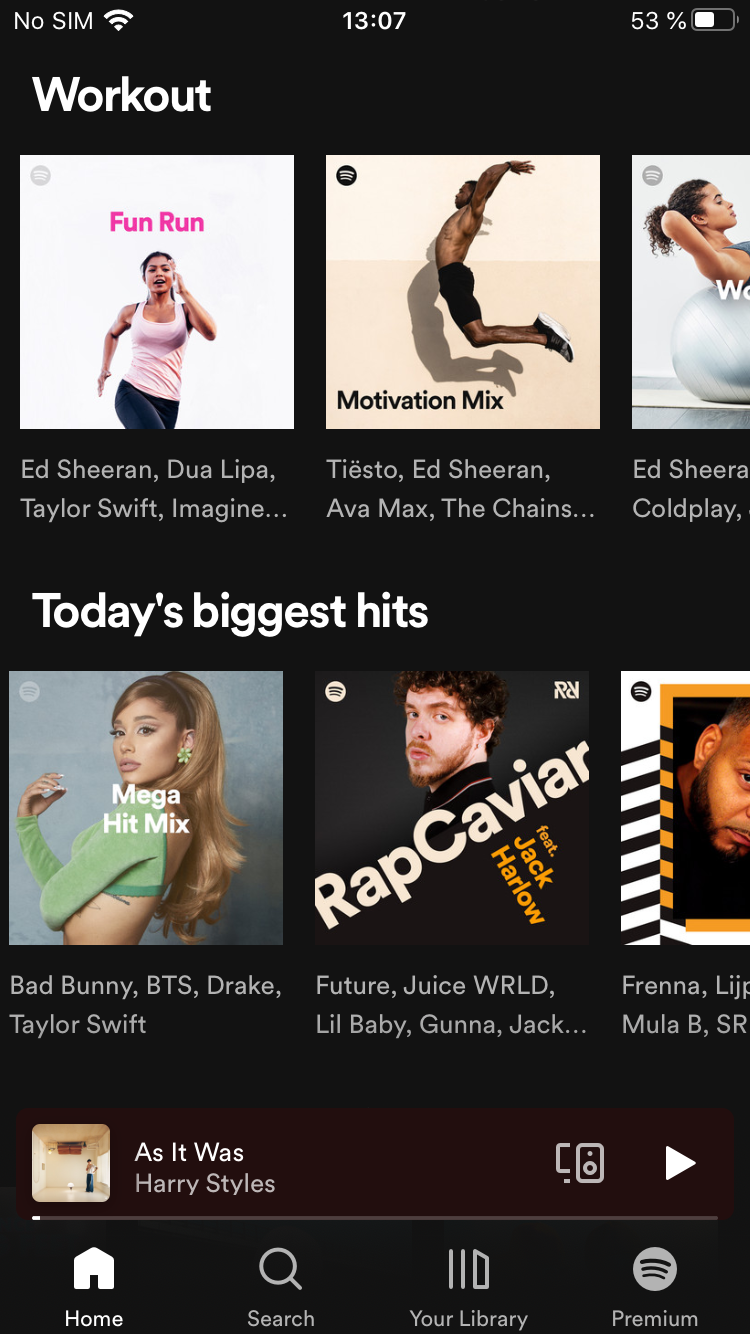 No SIM 13:07 53 %
Workout
Fun Run
Motivation Mix
Ed Sheeran, Dua Lipa,
Taylor Swift, Imagine...
Tiësto, Ed Sheeran,
Ava Max, The Chains...
Ed Sheera
Coldplay,
Today's biggest hits
Mega
Hit Mix
RapCaviar
feat.
Jack
Harlow
Bad Bunny, BTS, Drake,
Taylor Swift
Future, Juice WRLD,
Lil Baby, Gunna, Jack...
Frenna, Lijp
Mula B, SR
As It Was
Harry Styles
Home
Search
Your Library
Premium